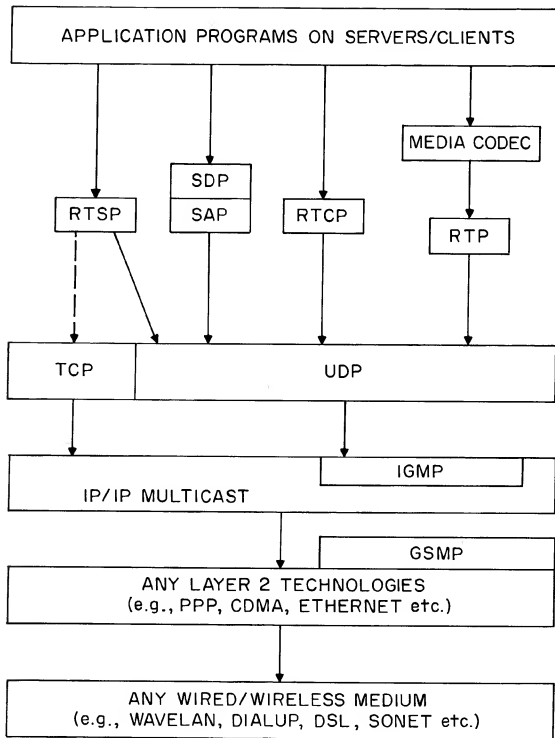 APPLICATION PROGRAMS ON SERVERS/CLIENTS
MEDIA CODEC
SDP
SAP
RTSP
RTCP
RTP
TCP
UDP
IGMP
IP/IP MULTICAST
GSMP
ANY LAYER 2 TECHNOLOGIES
(e.g., PPP, CDMA, ETHERNET etc.)
ANY WIRED/WIRELESS MEDIUM
(e.g., WAVELAN, DIALUP, DSL, SONET etc.)